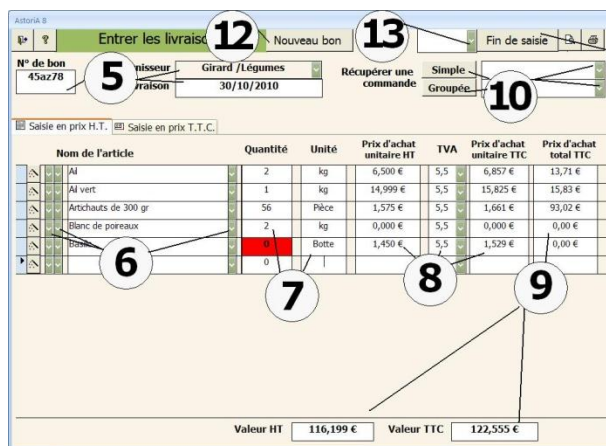 AstoriA 8
? Entrer les livraiso 12 Nouveau bon 13 Fin de saisie
N° de bon
45az78
5
nisseur Girard /Légumes
raison 30/10/2010
Récupérer une commande
Simple
Groupée
10
Saisie en prix H.T. Saisie en prix T.T.C.
Nom de l'article Quantité Unité Prix d'achat unitaire HT TVA Prix d'achat unitaire TTC Prix d'achat total TTC
Ail 2 kg 6,500 € 5,5 6,857 € 13,71 €
Ail vert 1 kg 14,999 € 5,5 15,825 € 15,83 €
Artichauts de 300 gr 56 Pièce 1,575 € 5,5 1,661 € 93,02 €
Blanc de poireaux 2 kg 0,000 € 5,5 0,000 € 0,00 €
0 Botte 1,450 € 5,5 1,529 € 0,00 €
0
6 7 8 9
Valeur HT 116,199 € Valeur TTC 122,555 €